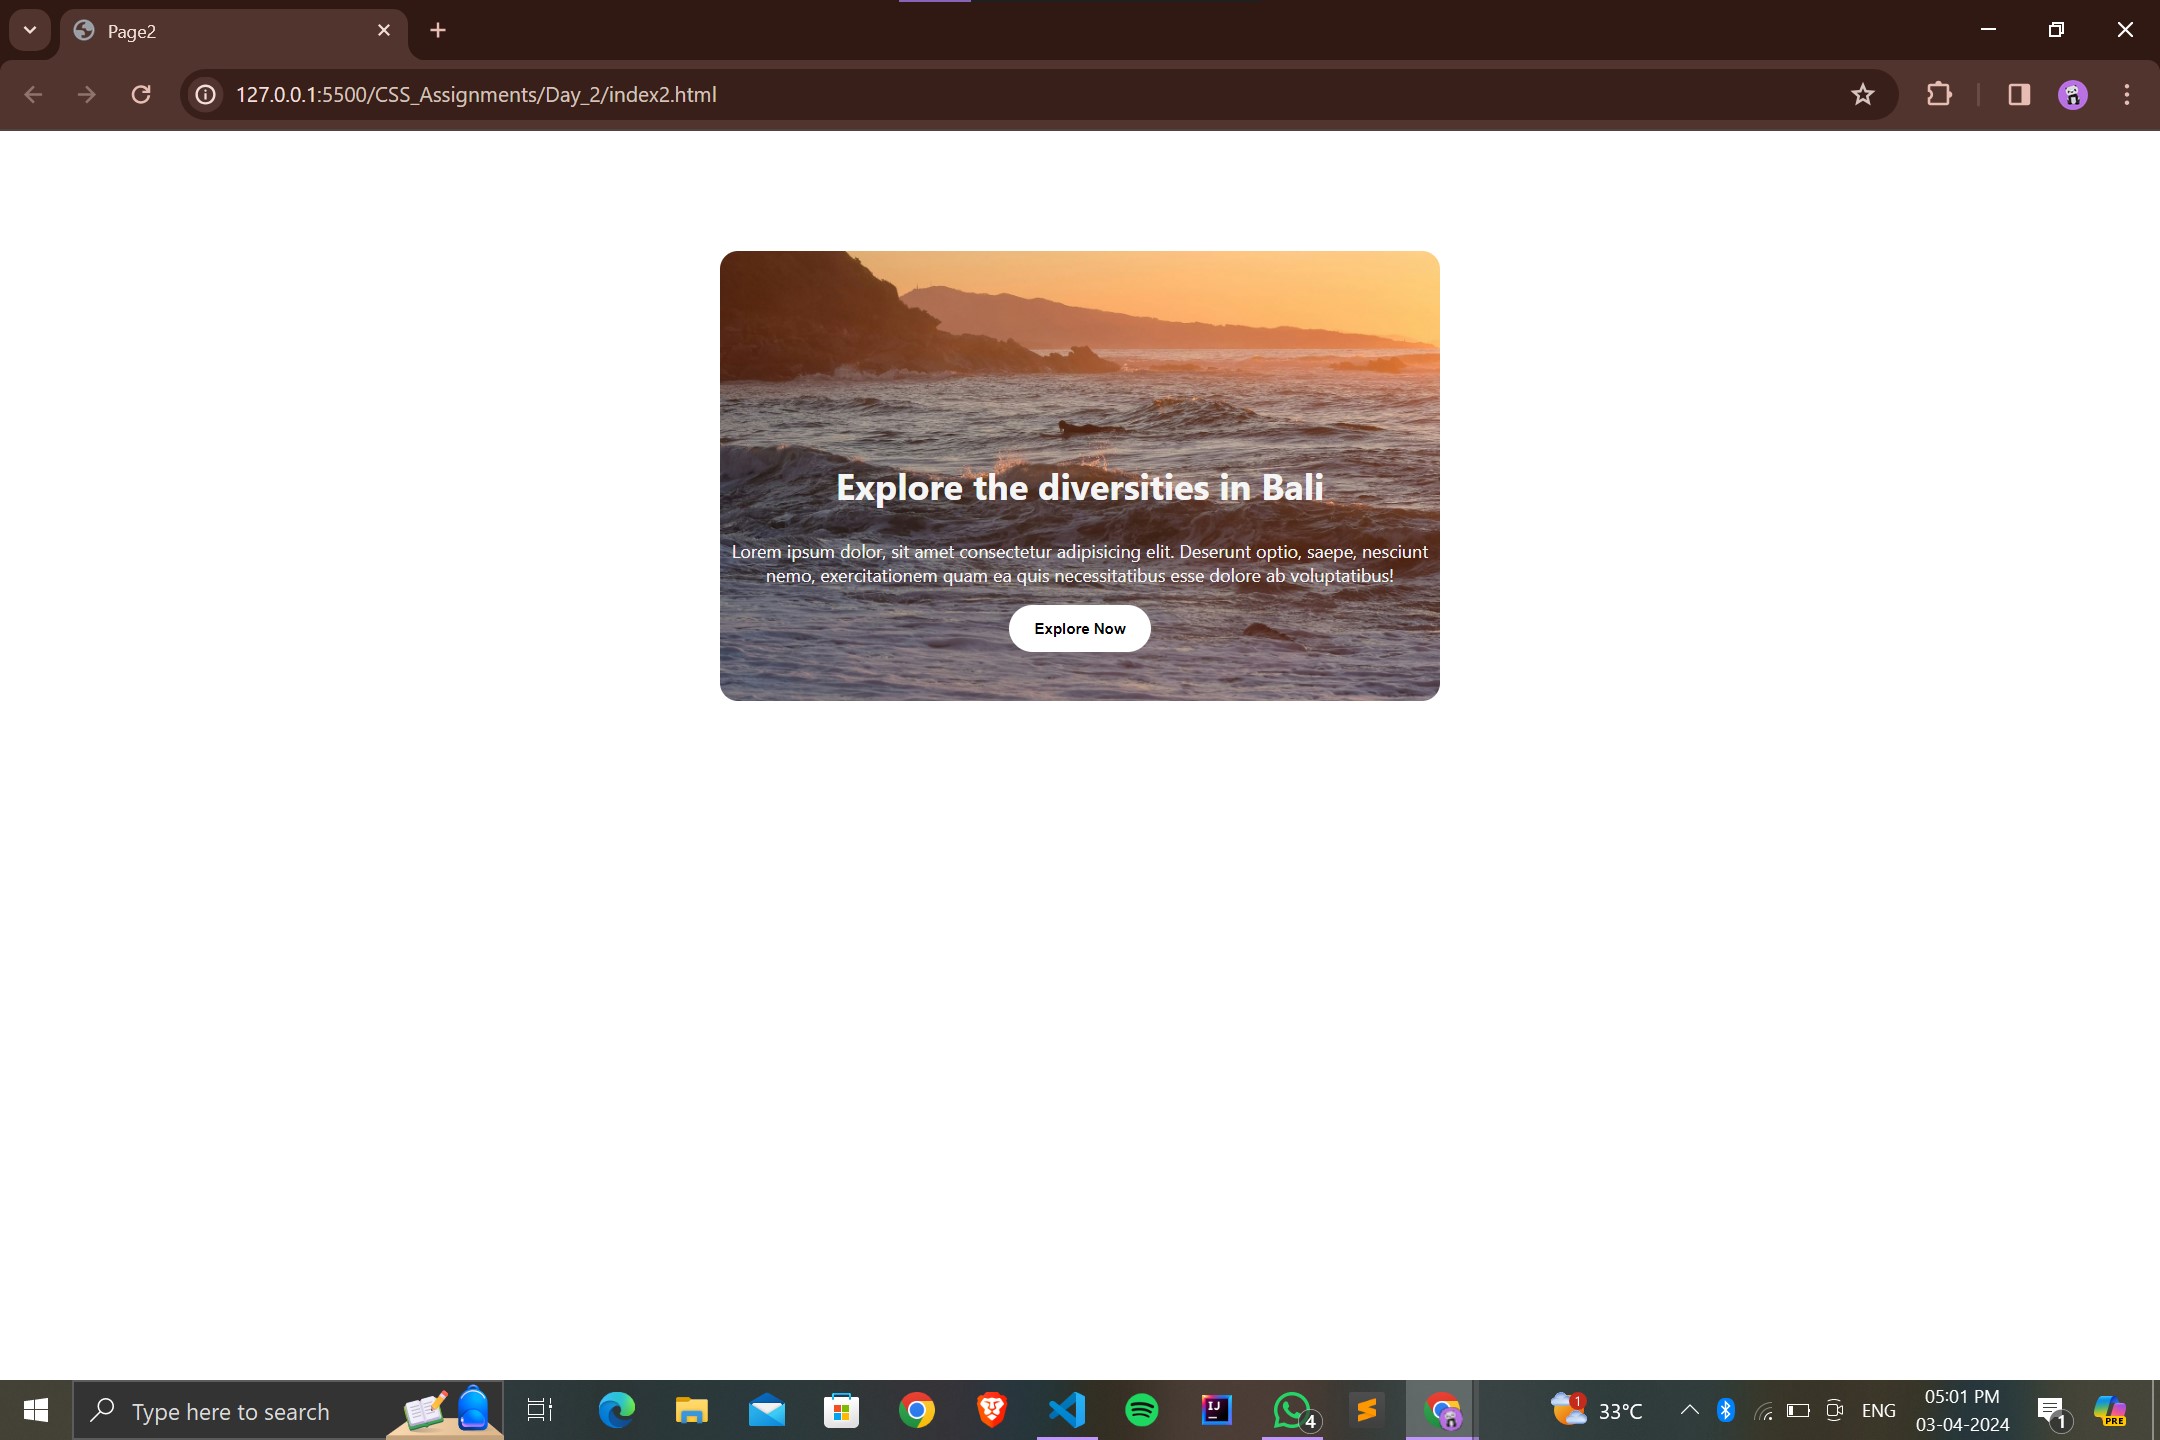 Page2
127.0.0.1:5500/CSS_Assignments/Day_2/index2.html
Explore the diversities in Bali
Lorem ipsum dolor, sit amet consectetur adipisicing elit. Deserunt optio, saepe, nesciunt
nemo, exercitationem quam ea quis necessitatibus esse dolore ab voluptatibus!
Explore Now
Type here to search
IJ
4
1
33°C
ENG
05:01 PM
03-04-2024
1
PRE